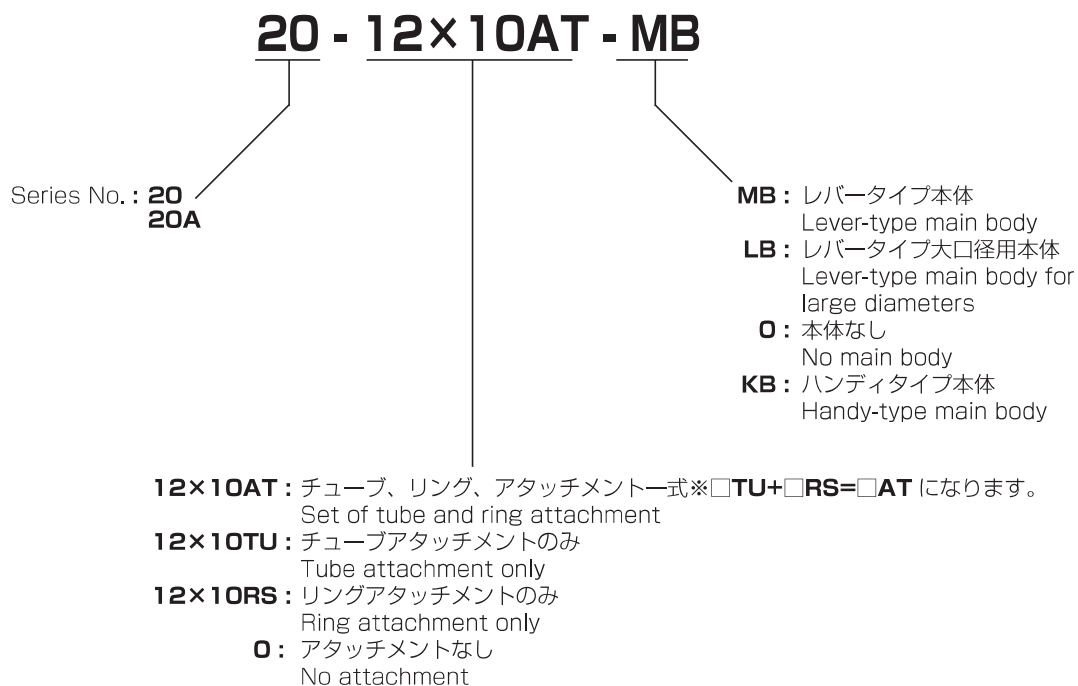 20 - 12×10AT - MB
Series No. : 20
20A
MB : レバータイプ本体
Lever-type main body
LB : レバータイプ大口径用本体
Lever-type main body for
large diameters
0 : 本体なし
No main body
KB : ハンディタイプ本体
Handy-type main body
12×10AT : チューブ、リング、アタッチメント一式※□TU+□RS=□AT になります。
Set of tube and ring attachment
12×10TU : チューブアタッチメントのみ
Tube attachment only
12×10RS : リングアタッチメントのみ
Ring attachment only
0 : アタッチメントなし
No attachment